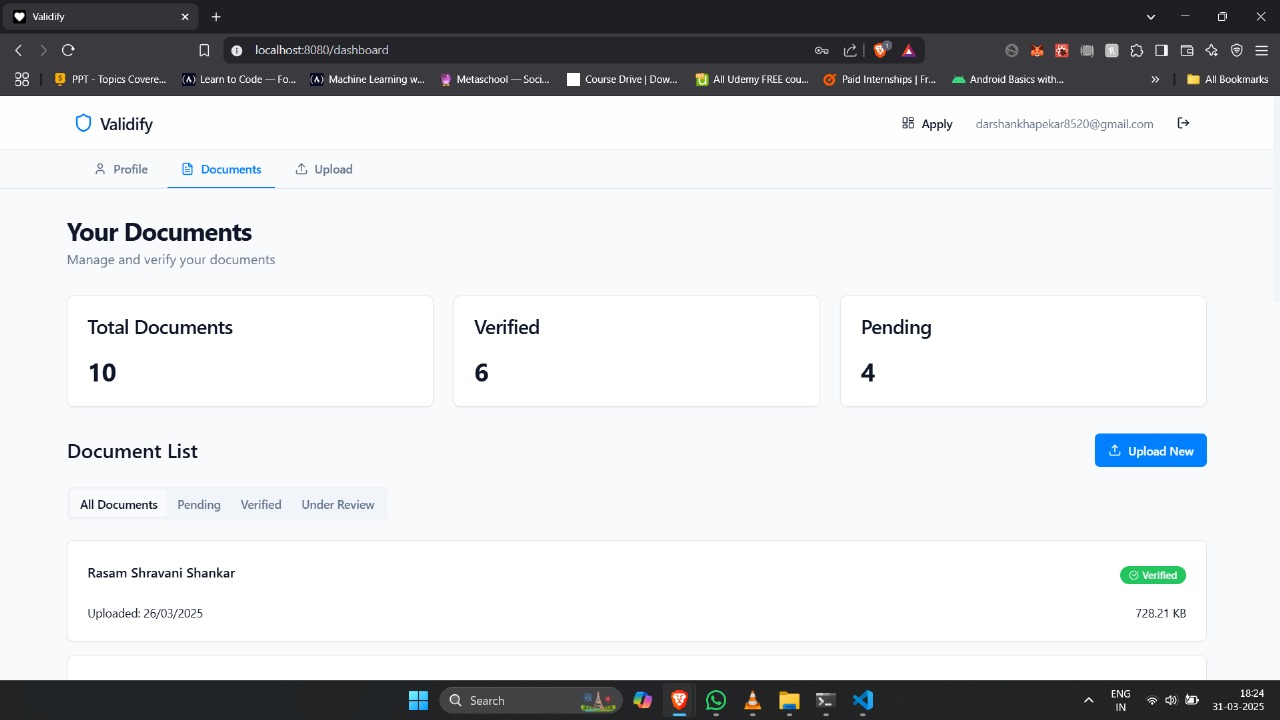 Validify
localhost:8080/dashboard
1
PPT - Topics Covere...
Learn to Code — Fo...
Machine Learning w...
Metaschool — Soci...
Course Drive | Dow...
All Udemy FREE cou...
Paid Internships | Fr...
Android Basics with...
»
All Bookmarks
Validify
Apply
darshankhapekar8520@gmail.com
Profile
Documents
Upload
Your Documents
Manage and verify your documents
Total Documents
10
Verified
6
Pending
4
Document List
Upload New
All Documents
Pending
Verified
Under Review
Rasam Shravani Shankar
Verified
Uploaded: 26/03/2025
728.21 KB
Search
ENG
IN
18:24
31-03-2025